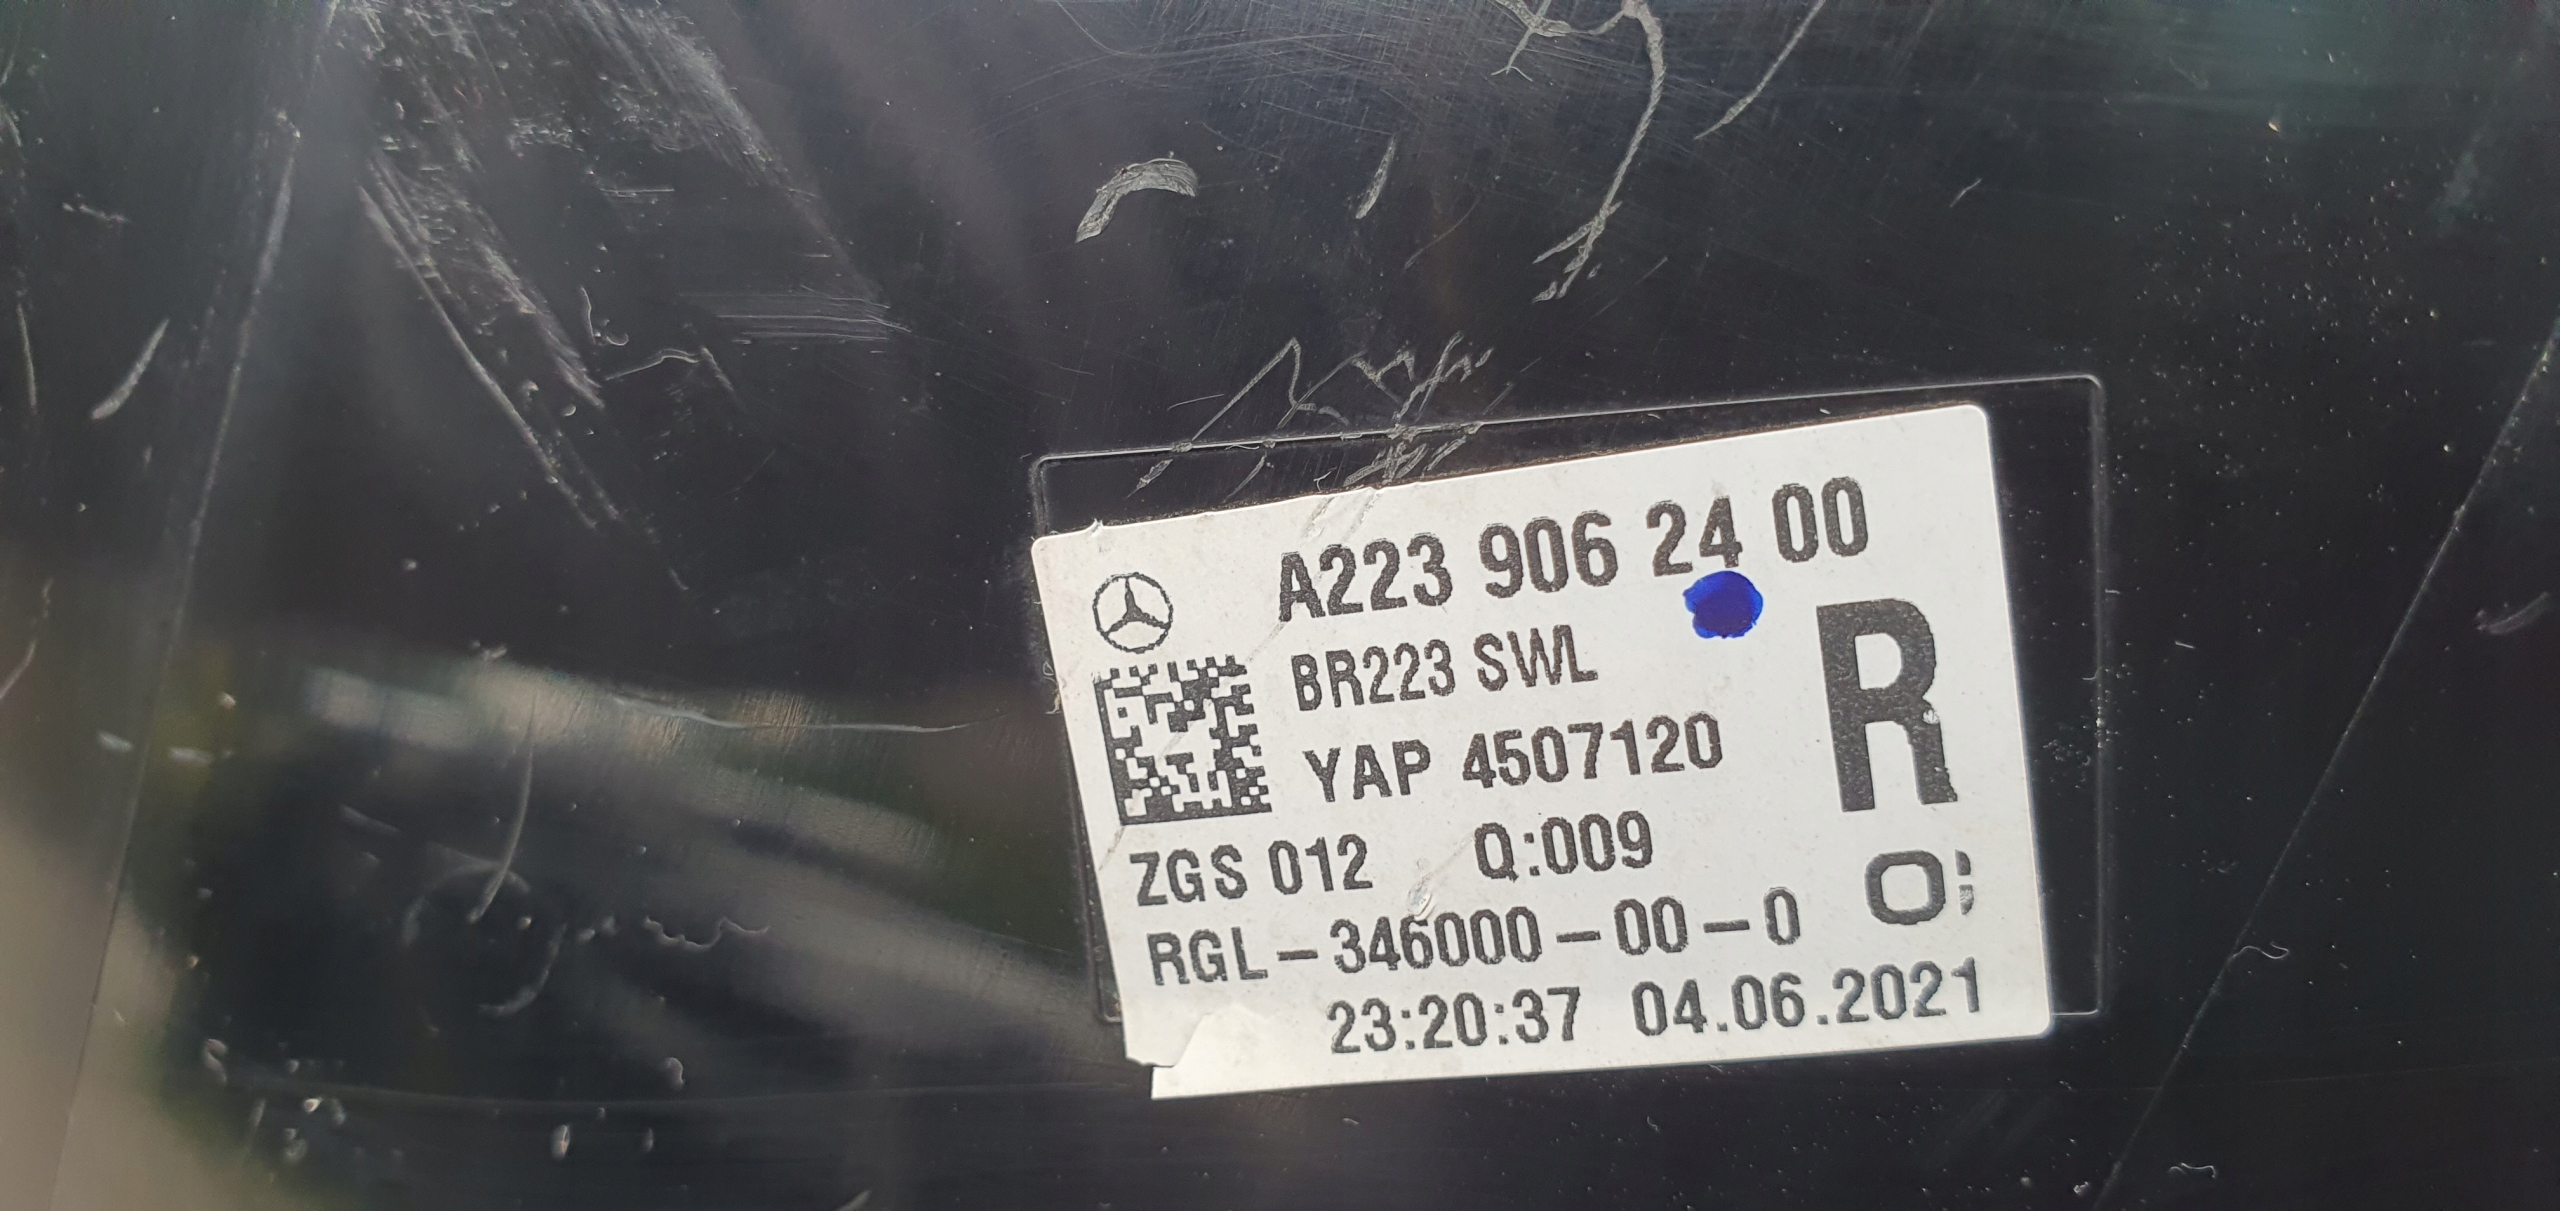 A223 906 24 00
BR223 SWL
R
YAP 4507120
ZGS 012 Q:009
RGL-346000-00-0
23:20:37 04.06.2021